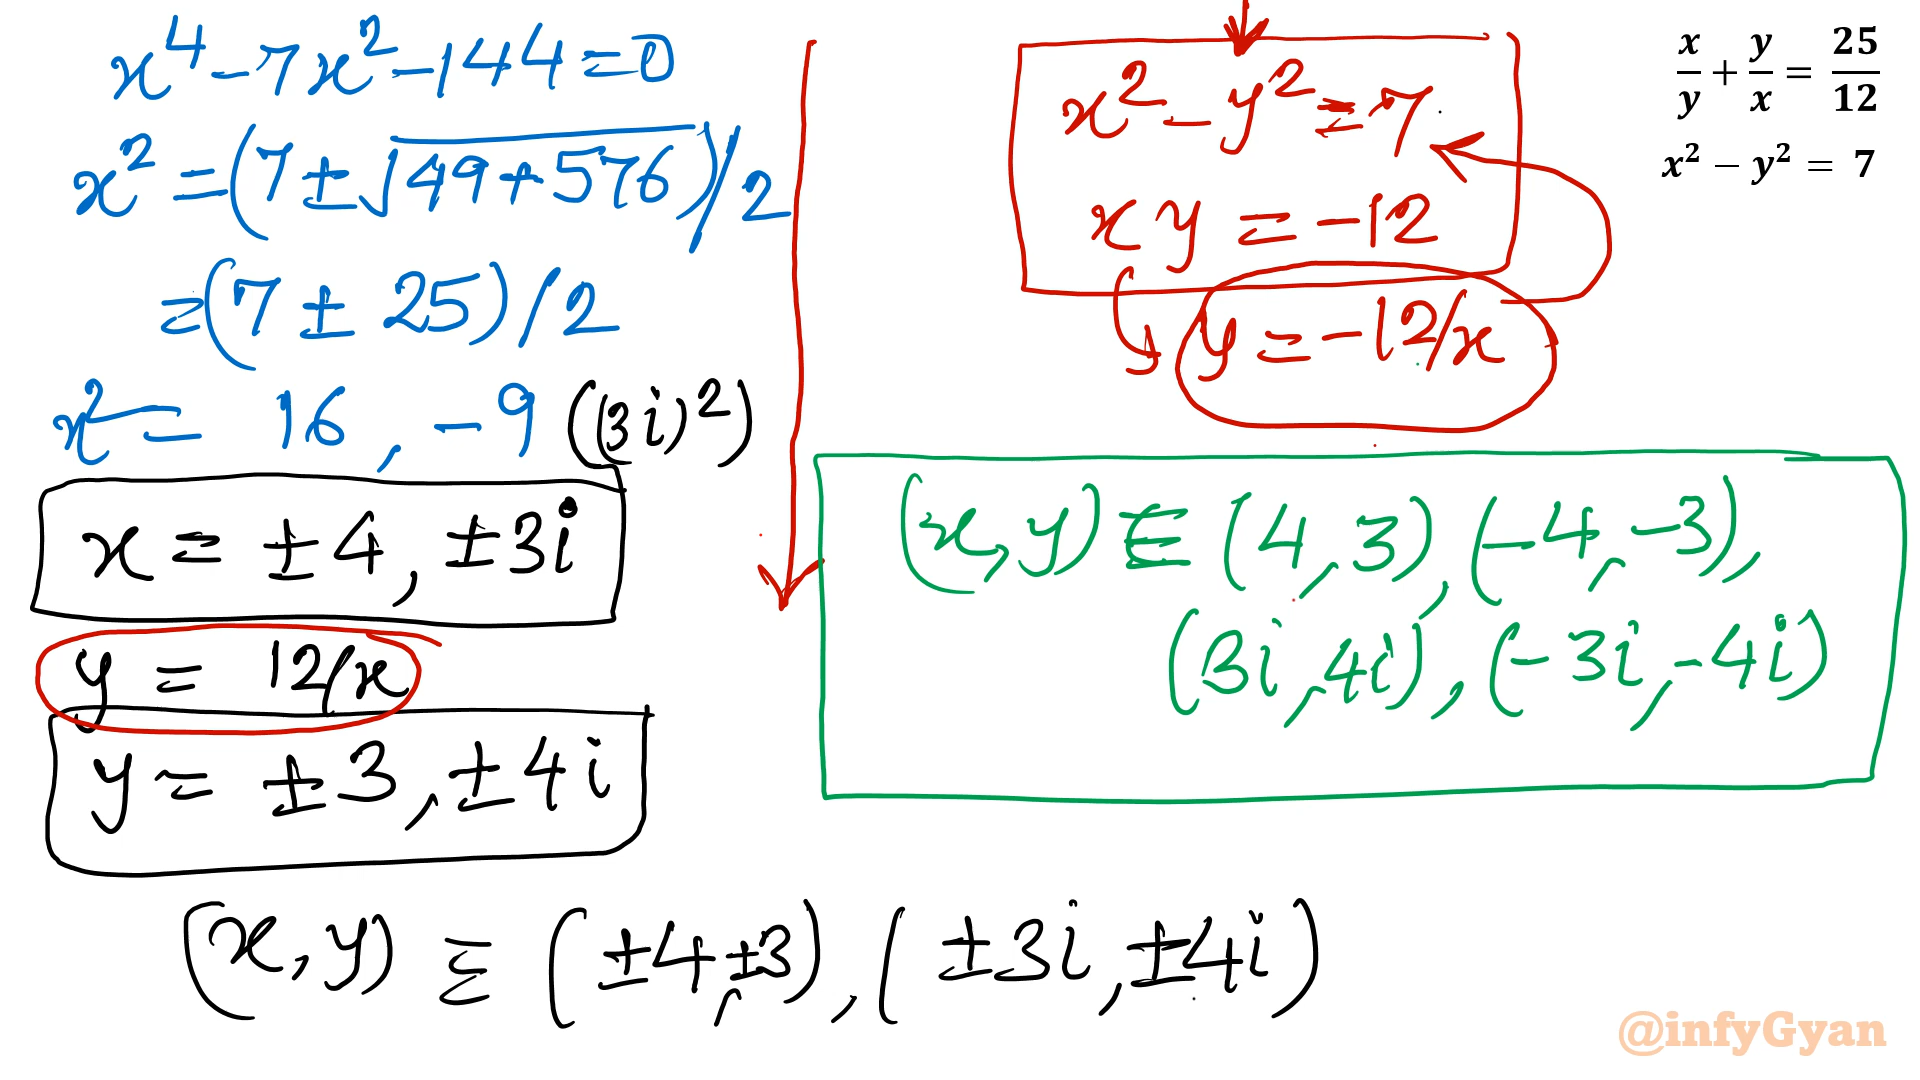 x⁴ - 7x² - 144 = 0
x² = (7 ± √49 + 576)/2
= (7 ± 25)/2
x² = 16, -9 ((3i)²)
x = ±4, ±3i
y = 12/x
y = ±3, ±4i
(x, y) ≡ (±4, ±3), (±3i, ±4i)
x² - y² = 7
xy = -12
y = -12/x
(x, y) ≡ (4, 3), (-4, -3),
(3i, 4i), (-3i, -4i)
x/y + y/x = 25/12
x² - y² = 7
@infyGyan